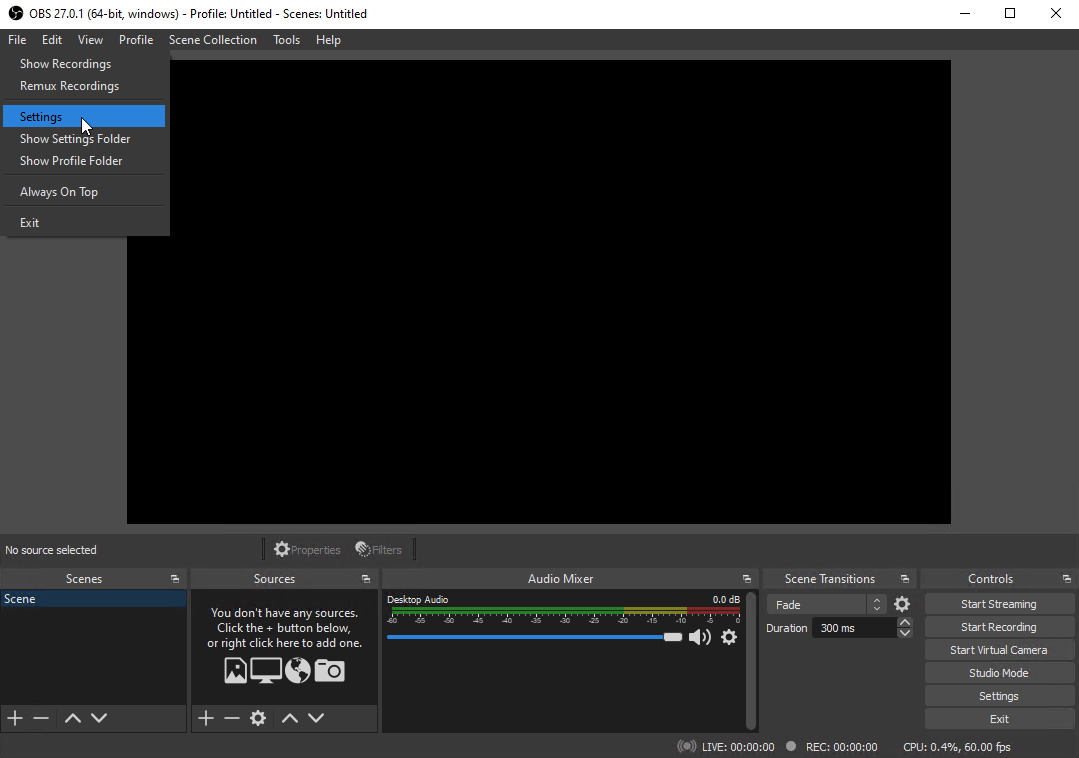 OBS 27.0.1 (64-bit, windows) - Profile: Untitled - Scenes: Untitled
File Edit View Profile Scene Collection Tools Help
Show Recordings
Remux Recordings
Settings
Show Settings Folder
Show Profile Folder
Always On Top
Exit
No source selected
Properties
Filters
Scenes
Scene
Sources
You don't have any sources.
Click the + button below,
or right click here to add one.
Audio Mixer
Desktop Audio 0.0 dB
-60 -55 -50 -45 -40 -35 -30 -25 -20 -15 -10 -5 0
Scene Transitions
Fade
Duration 300 ms
Controls
Start Streaming
Start Recording
Start Virtual Camera
Studio Mode
Settings
Exit
LIVE: 00:00:00 REC: 00:00:00 CPU: 0.4%, 60.00 fps